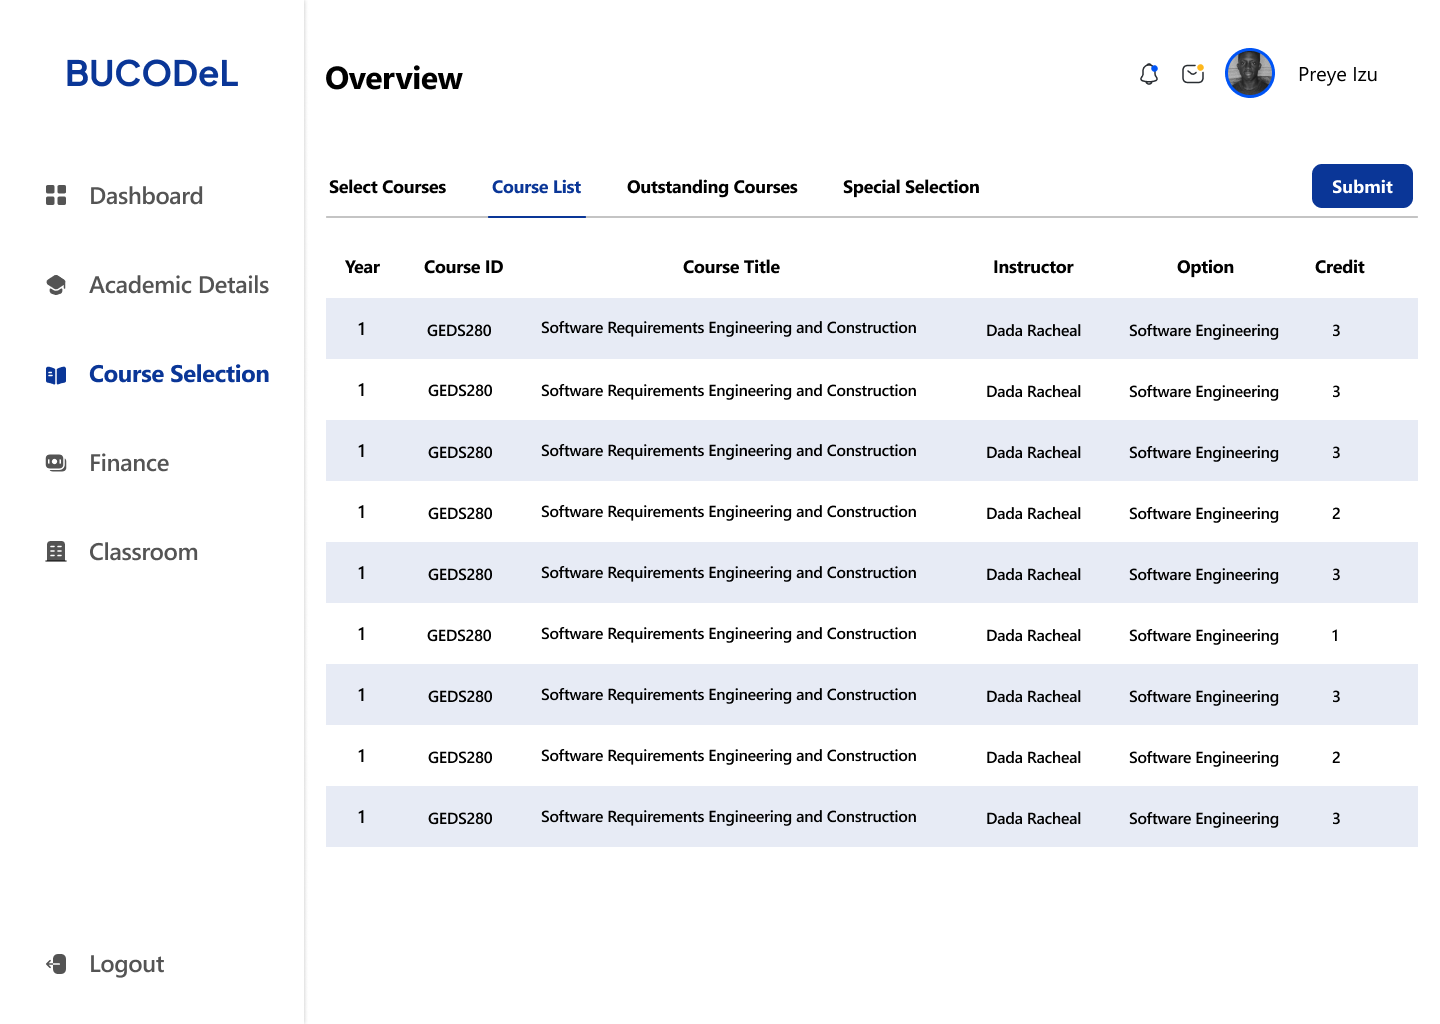 BUCODeL
Overview
Preye Izu
Dashboard
Academic Details
Course Selection
Finance
Classroom
Logout
Select Courses Course List Outstanding Courses Special Selection Submit
Year Course ID Course Title Instructor Option Credit
1 GEDS280 Software Requirements Engineering and Construction Dada Racheal Software Engineering 3
1 GEDS280 Software Requirements Engineering and Construction Dada Racheal Software Engineering 3
1 GEDS280 Software Requirements Engineering and Construction Dada Racheal Software Engineering 3
1 GEDS280 Software Requirements Engineering and Construction Dada Racheal Software Engineering 2
1 GEDS280 Software Requirements Engineering and Construction Dada Racheal Software Engineering 3
1 GEDS280 Software Requirements Engineering and Construction Dada Racheal Software Engineering 1
1 GEDS280 Software Requirements Engineering and Construction Dada Racheal Software Engineering 3
1 GEDS280 Software Requirements Engineering and Construction Dada Racheal Software Engineering 2
1 GEDS280 Software Requirements Engineering and Construction Dada Racheal Software Engineering 3